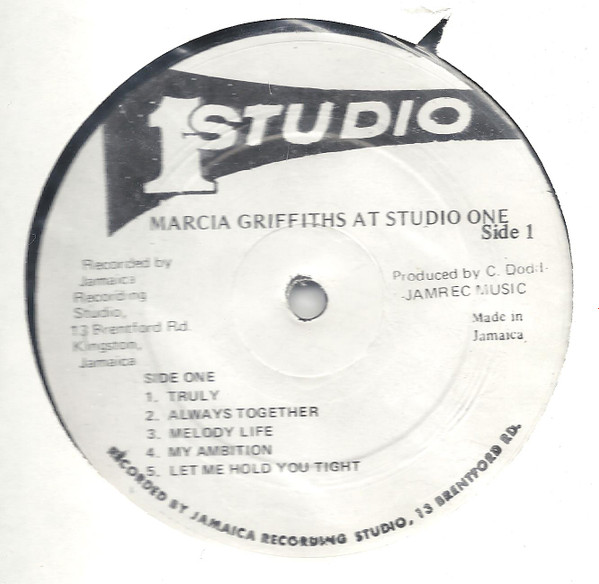 1 STUDIO
MARCIA GRIFFITHS AT STUDIO ONE
Side 1
Recorded by
Jamaica
Recording
Studio,
13 Brentford Rd.
Kingston,
Jamaica
Produced by C. Dodd
-JAMREC MUSIC
Made in
Jamaica
SIDE ONE
1. TRULY
2. ALWAYS TOGETHER
3. MELODY LIFE
4. MY AMBITION
5. LET ME HOLD YOU TIGHT
RECORDED BY JAMAICA RECORDING STUDIO, 13 BRENTFORD RD.